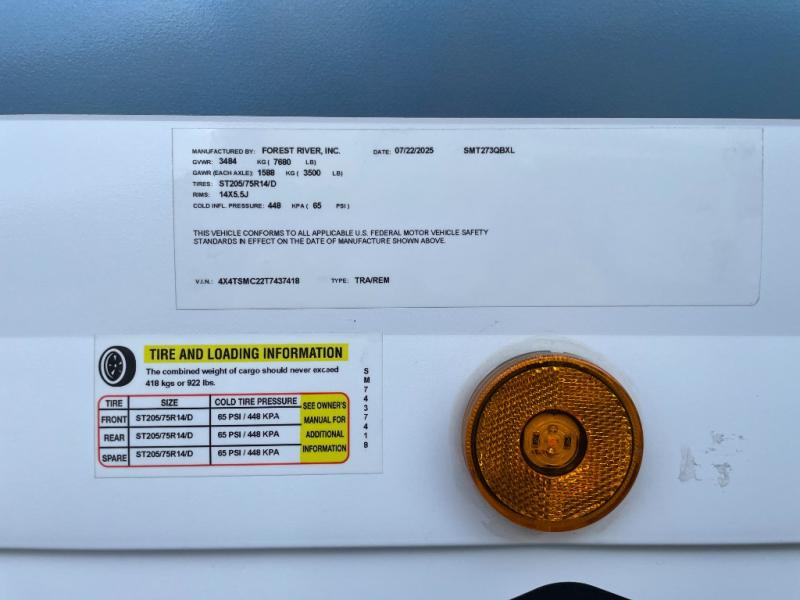 MANUFACTURED BY: FOREST RIVER, INC. DATE: 07/22/2025 SMT273QBXL
GVWR: 3484 KG ( 7680 LB)
GAWR (EACH AXLE): 1588 KG ( 3500 LB)
TIRES: ST205/75R14/D
RIMS: 14X5.5J
COLD INFL. PRESSURE: 448 KPA ( 65 PSI )
THIS VEHICLE CONFORMS TO ALL APPLICABLE U.S. FEDERAL MOTOR VEHICLE SAFETY
STANDARDS IN EFFECT ON THE DATE OF MANUFACTURE SHOWN ABOVE.
V.I.N.: 4X4TSMC22T7437418 TYPE: TRA/REM
TIRE AND LOADING INFORMATION
The combined weight of cargo should never exceed
418 kgs or 922 lbs.
TIRE SIZE COLD TIRE PRESSURE
FRONT ST205/75R14/D 65 PSI / 448 KPA
REAR ST205/75R14/D 65 PSI / 448 KPA
SPARE ST205/75R14/D 65 PSI / 448 KPA
SEE OWNER'S
MANUAL FOR
ADDITIONAL
INFORMATION
SM7437418